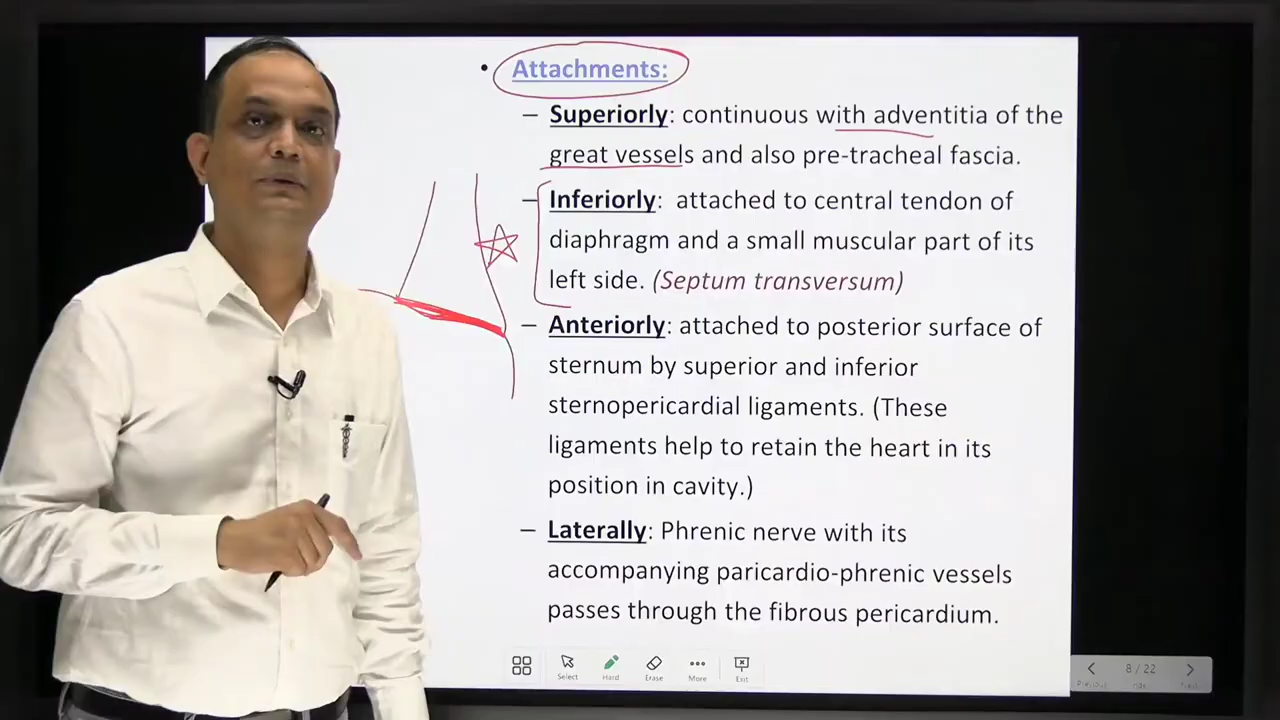 • Attachments:
– Superiorly: continuous with adventitia of the
great vessels and also pre-tracheal fascia.
– Inferiorly: attached to central tendon of
diaphragm and a small muscular part of its
left side. (Septum transversum)
– Anteriorly: attached to posterior surface of
sternum by superior and inferior
sternopericardial ligaments. (These
ligaments help to retain the heart in its
position in cavity.)
– Laterally: Phrenic nerve with its
accompanying paricardio-phrenic vessels
passes through the fibrous pericardium.
Select Hard Erase More Exit
8 / 22